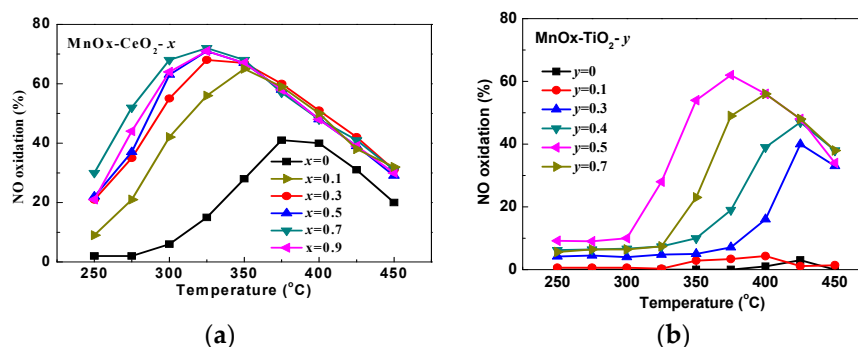 MnOx-CeO2-x
NO oxidation (%)
80
60
40
20
0
x=0
x=0.1
x=0.3
x=0.5
x=0.7
x=0.9
250 300 350 400 450
Temperature (°C)
(a)
MnOx-TiO2-y
NO oxidation (%)
80
60
40
20
0
y=0
y=0.1
y=0.3
y=0.4
y=0.5
y=0.7
250 300 350 400 450
Temperature (°C)
(b)